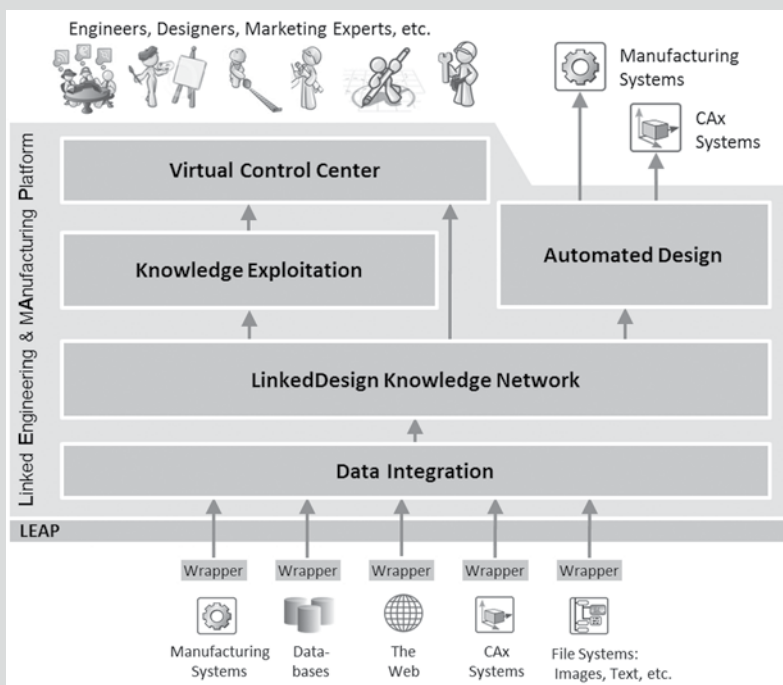 Engineers, Designers, Marketing Experts, etc.
Manufacturing
Systems
CAx
Systems
Linked Engineering & MAnufacturing Platform
Virtual Control Center
Knowledge Exploitation
Automated Design
LinkedDesign Knowledge Network
Data Integration
LEAP
Wrapper Wrapper Wrapper Wrapper Wrapper
Manufacturing
Systems
Data-
bases
The
Web
CAx
Systems
File Systems:
Images, Text, etc.